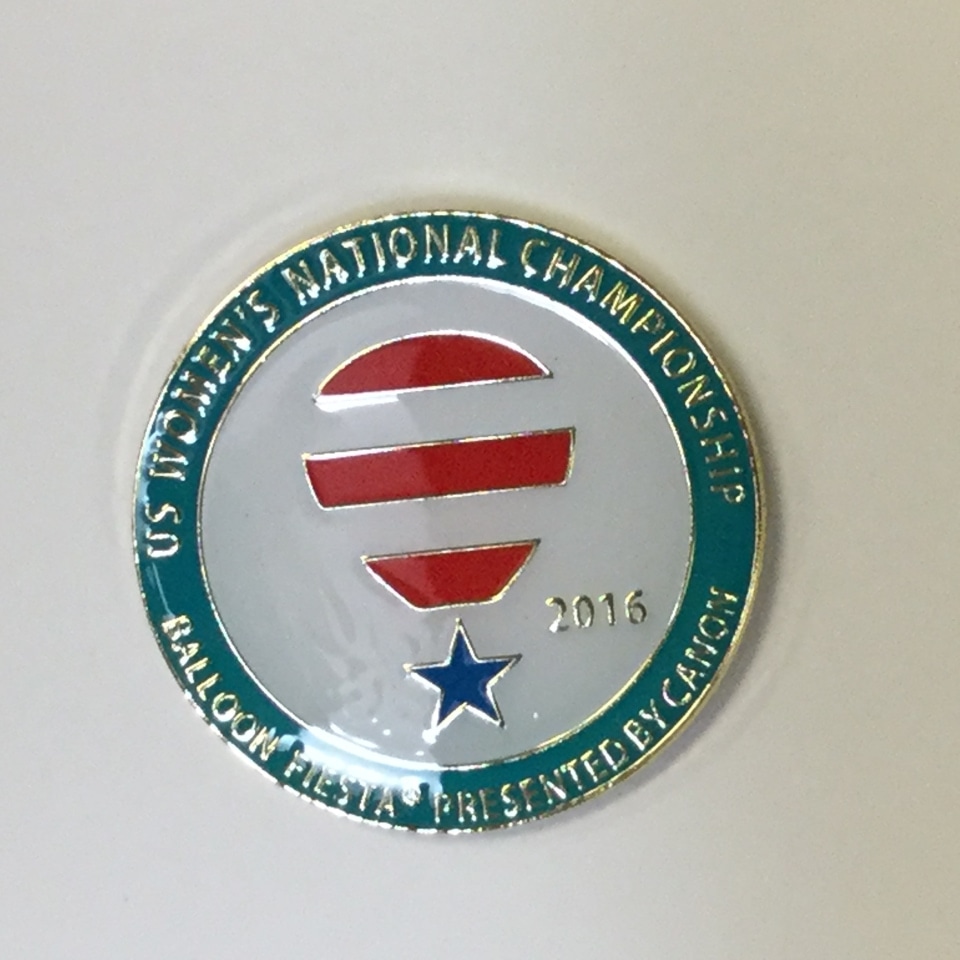 US WOMEN'S NATIONAL CHAMPIONSHIP
2016
BALLOON FIESTA® PRESENTED BY CANON